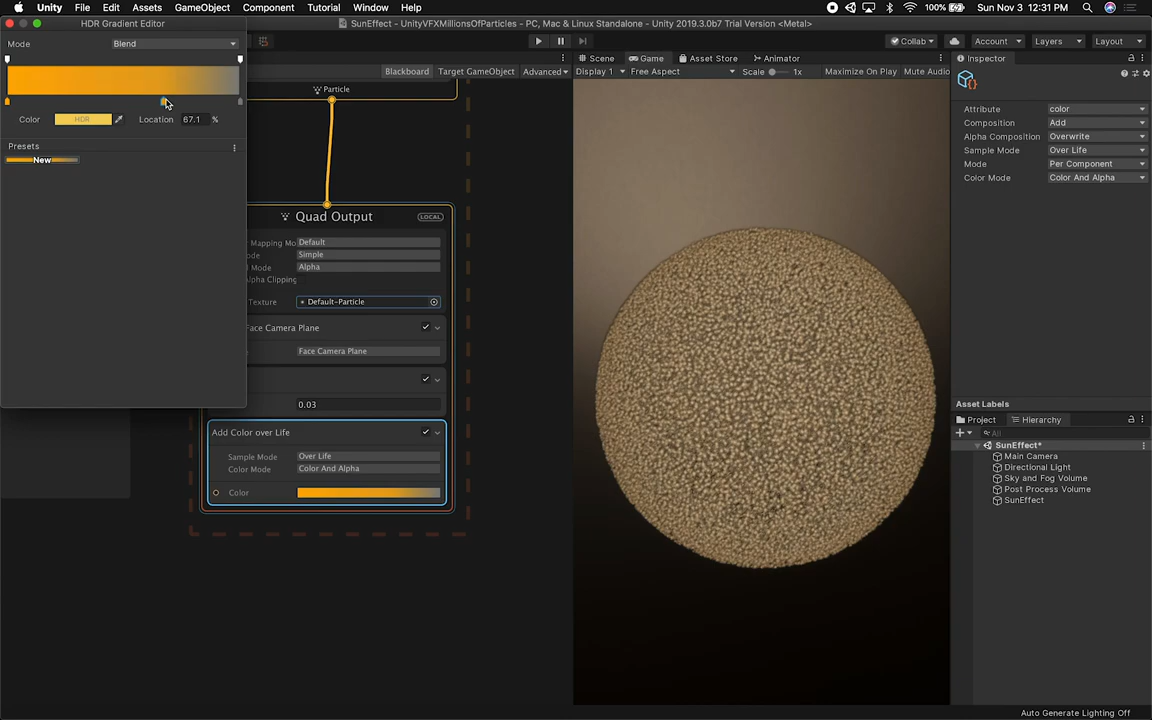 Unity File Edit Assets GameObject Component Tutorial Window Help 100% Sun Nov 3 12:31 PM
HDR Gradient Editor
SunEffect - UnityVFXMillionsOfParticles - PC, Mac & Linux Standalone - Unity 2019.3.0b7 Trial Version <Metal>
Mode Blend
Collab Account Layers Layout
Scene Game Asset Store Animator Inspector
Blackboard Target GameObject Advanced
Display 1 Free Aspect Scale 1x Maximize On Play Mute Audio
Particle
Attribute color
Composition Add
Alpha Composition Overwrite
Sample Mode Over Life
Mode Per Component
Color Mode Color And Alpha
Color HDR Location 67.1 %
Presets
New
Quad Output LOCAL
Mapping Mo Default
ode Simple
d Mode Alpha
lpha Clipping
Texture Default-Particle
Face Camera Plane
Face Camera Plane
0.03
Add Color over Life
Sample Mode Over Life
Color Mode Color And Alpha
Color
Asset Labels
Project Hierarchy
All
SunEffect*
Main Camera
Directional Light
Sky and Fog Volume
Post Process Volume
SunEffect
Auto Generate Lighting Off